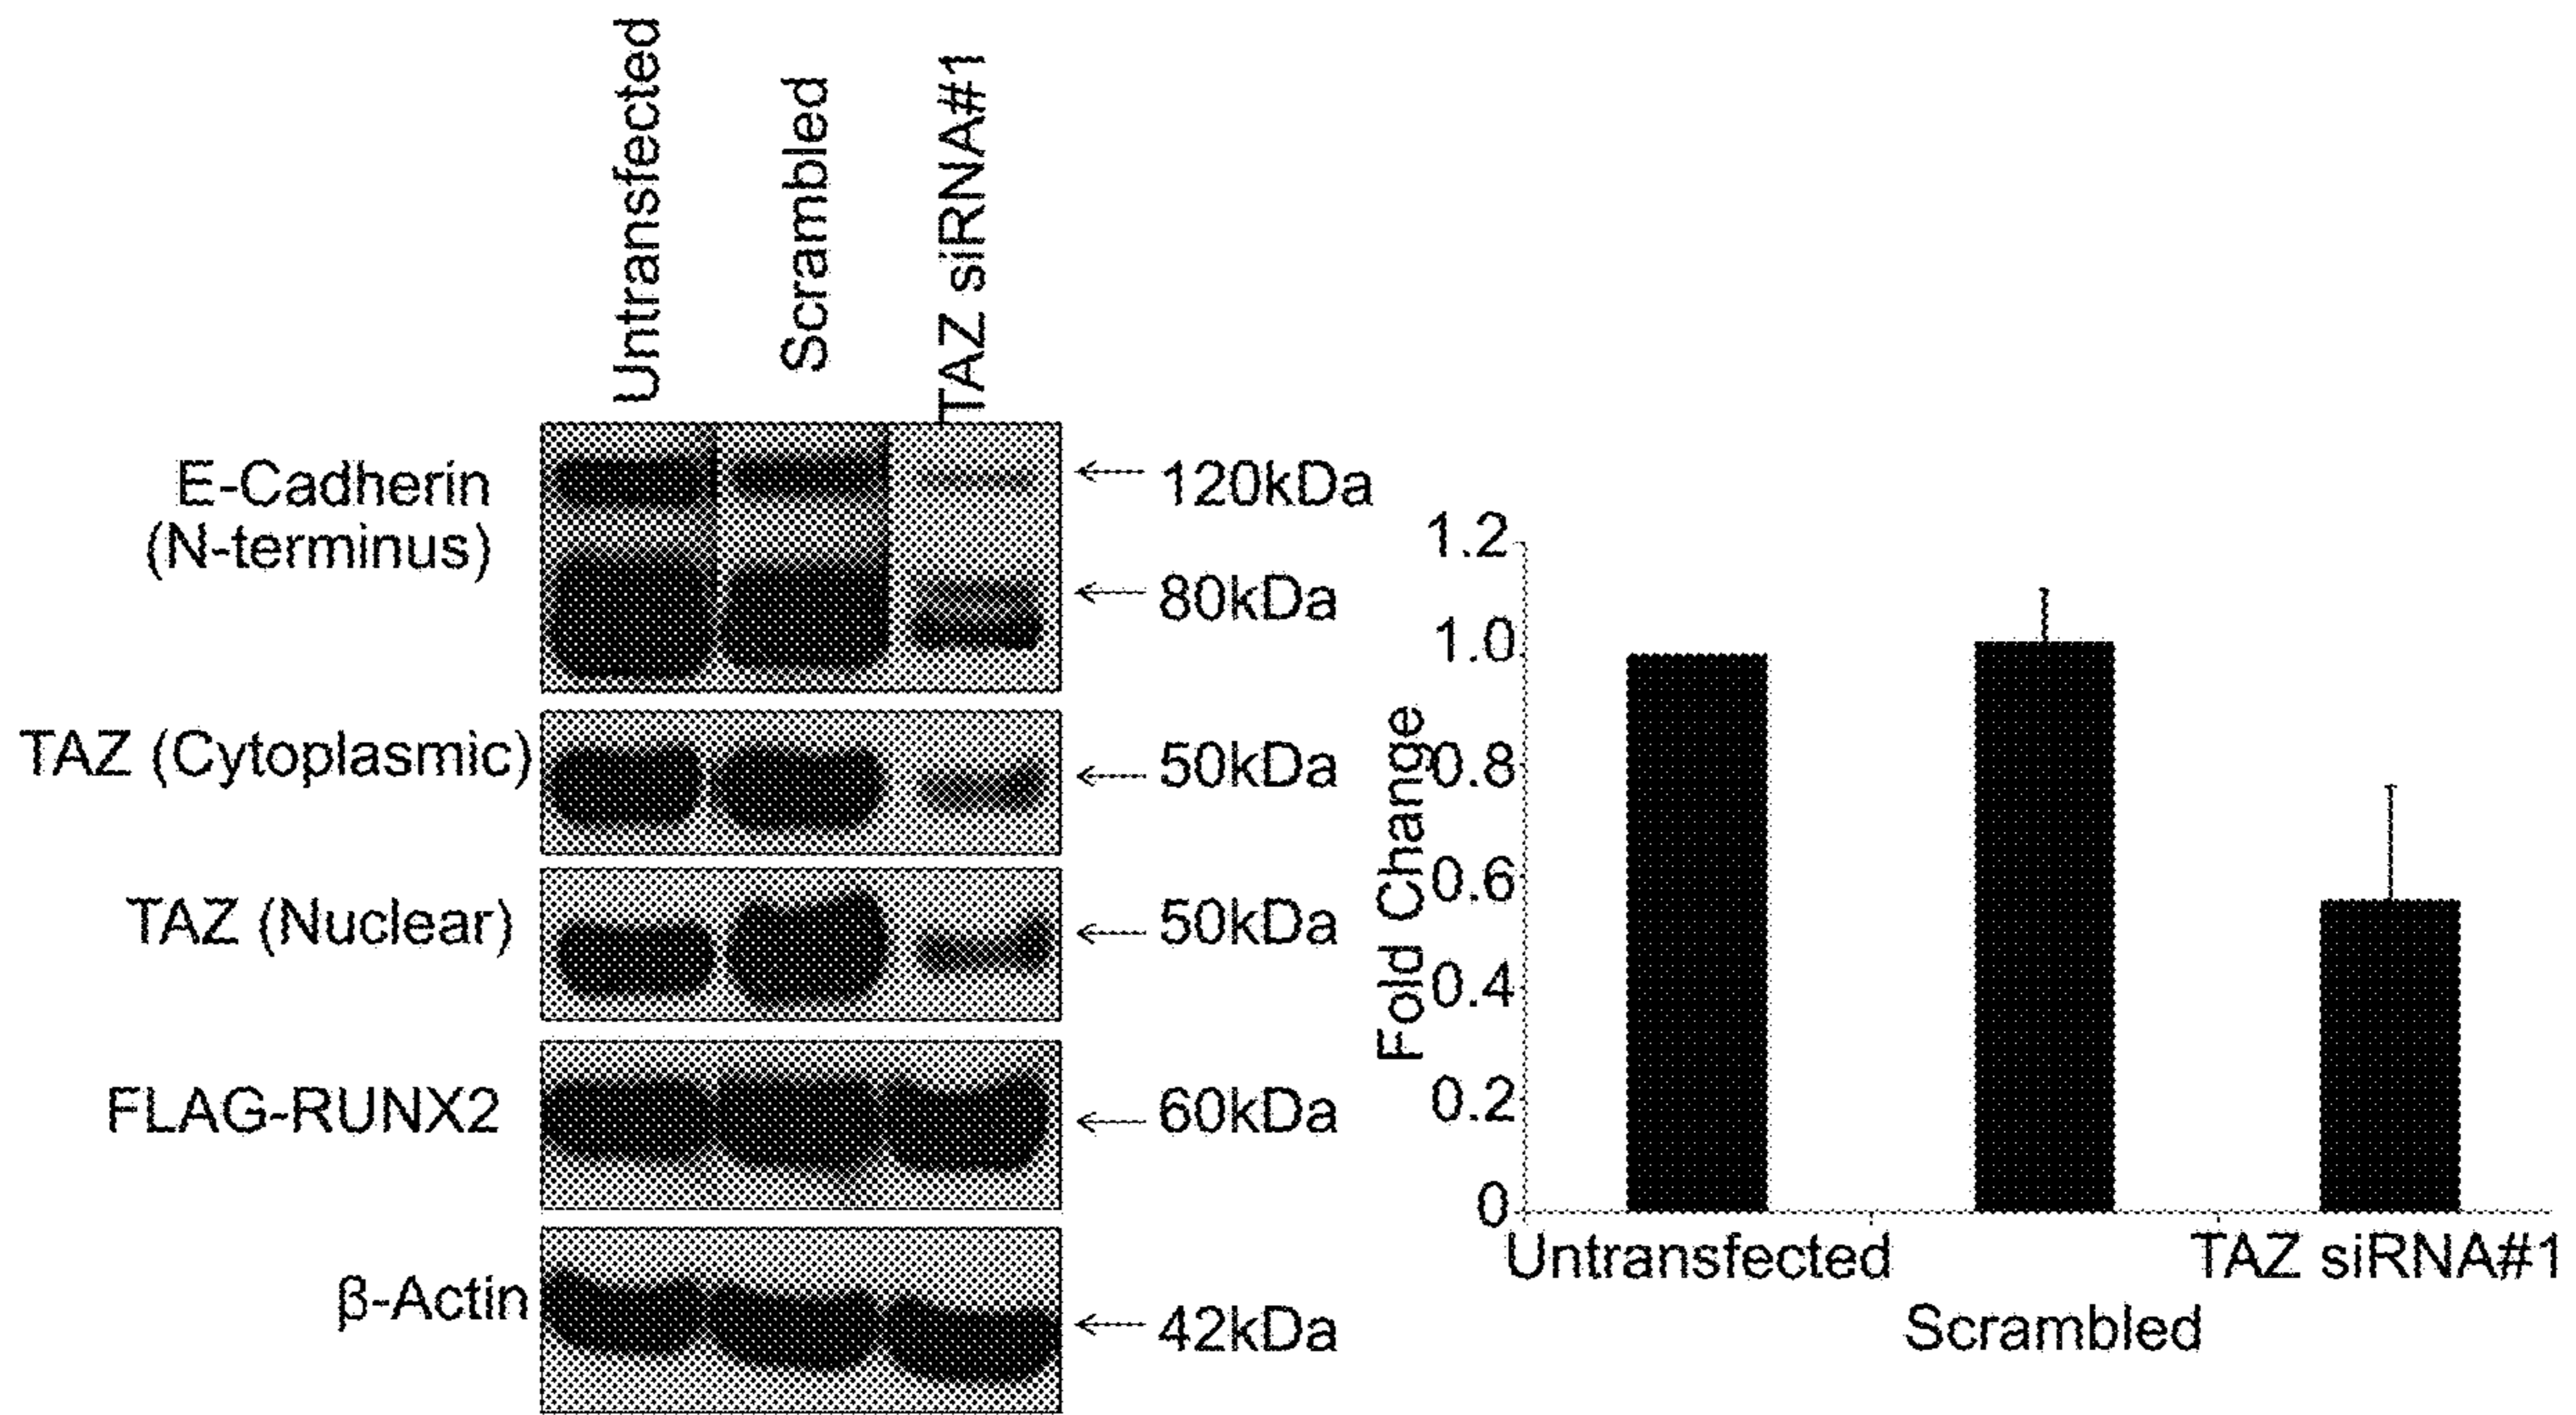 Untransfected
Scrambled
TAZ siRNA#1
E-Cadherin
(N-terminus)
120kDa
80kDa
TAZ (Cytoplasmic)
50kDa
TAZ (Nuclear)
50kDa
FLAG-RUNX2
60kDa
β-Actin
42kDa
Fold Change
1.2
1.0
0.8
0.6
0.4
0.2
0
Untransfected
Scrambled
TAZ siRNA#1